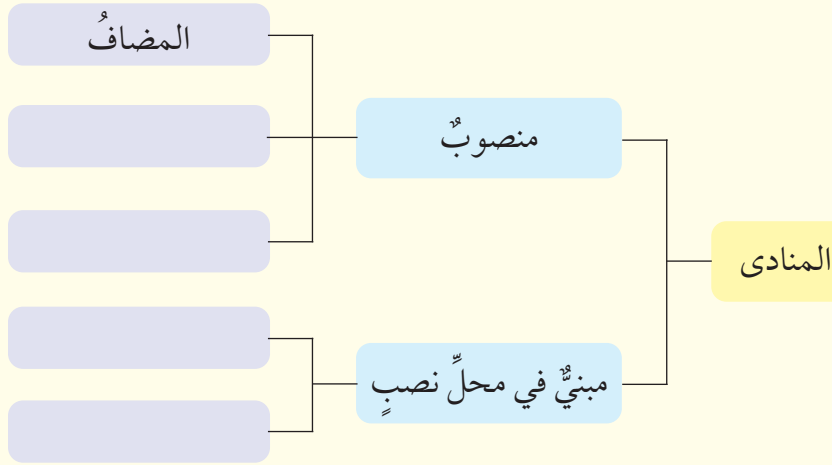 المنادى
منصوبٌ
المضافُ
مبنيٌّ في محلِّ نصبٍ